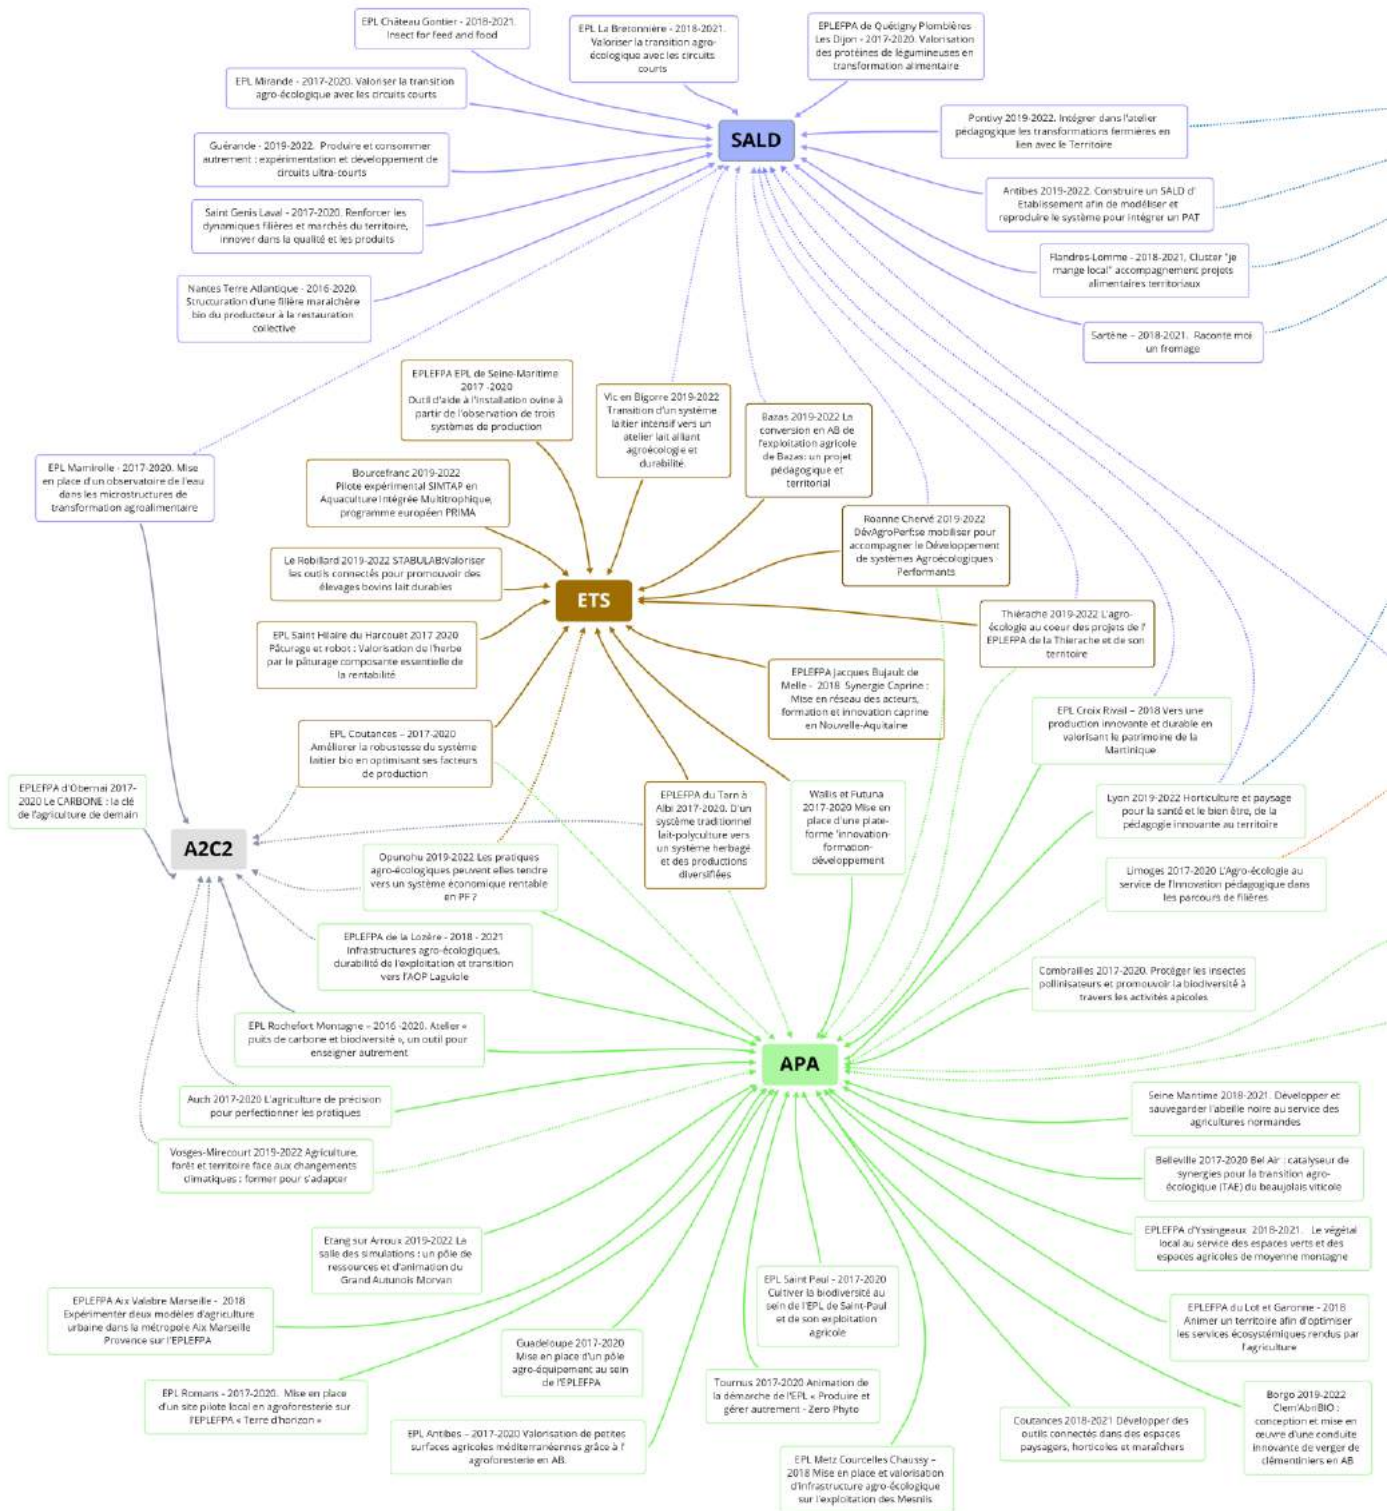 EPL Château Gontier - 2018-2021.
Insect for feed and food
EPL La Bretonnière - 2018-2021.
Valoriser la transition agro-
écologique avec les circuits
courts
EPLEFPA de Quétigny Plombières
Les Dijon - 2017-2020. Valorisation
des protéines de légumineuses en
transformation alimentaire
EPL Mirande - 2017-2020. Valoriser la transition
agro-écologique avec les circuits courts
SALD
Pontivy 2019-2022. Intégrer dans l'atelier
pédagogique les transformations fermières en
lien avec le Territoire
Guérande - 2019-2022. Produire et consommer
autrement : expérimentation et développement de
circuits ultra-courts
Antibes 2019-2022. Construire un SALD d'
Etablissement afin de modéliser et
reproduire le système pour intégrer un PAT
Saint Genis Laval - 2017-2020. Renforcer les
dynamiques filières et marchés du territoire,
innover dans la qualité et les produits
Flandres-Lomme - 2018-2021, Cluster "je
mange local" accompagnement projets
alimentaires territoriaux
Nantes Terre Atlantique - 2016-2020.
Structuration d'une filière maraîchère
bio du producteur à la restauration
collective
Sartène – 2018-2021. Raconte moi
un fromage
EPLEFPA EPL de Seine-Maritime
2017 -2020
Outil d'aide à l'installation ovine à
partir de l'observation de trois
systèmes de production
Vic en Bigorre 2019-2022
Transition d'un système
laitier intensif vers un
atelier lait alliant
agroécologie et
durabilité.
Bazas 2019-2022 La
conversion en AB de
l'exploitation agricole
de Bazas: un projet
pédagogique et
territorial
EPL Mamirolle - 2017-2020. Mise
en place d'un observatoire de l'eau
dans les microstructures de
transformation agroalimentaire
Bourcefranc 2019-2022
Pilote expérimental SIMTAP en
Aquaculture Intégrée Multitrophique,
programme européen PRIMA
Roanne Chervé 2019-2022
DévAgroPerf:se mobiliser pour
accompagner le Développement
de systèmes Agroécologiques
Performants
Le Robillard 2019-2022 STABULAB:Valoriser
les outils connectés pour promouvoir des
élevages bovins lait durables
ETS
Thiérache 2019-2022 L'agro-
écologie au coeur des projets de l'
EPLEFPA de la Thierache et de son
territoire
EPL Saint Hilaire du Harcouët 2017 2020
Pâturage et robot : Valorisation de l'herbe
par le pâturage composante essentielle de
la rentabilité
EPLEFPA Jacques Bujault de
Melle - 2018 Synergie Caprine :
Mise en réseau des acteurs,
formation et innovation caprine
en Nouvelle-Aquitaine
EPL Croix Rivail – 2018 Vers une
production innovante et durable en
valorisant le patrimoine de la
Martinique
EPL Coutances – 2017-2020
Améliorer la robustesse du système
laitier bio en optimisant ses facteurs
de production
EPLEFPA d'Obernai 2017-
2020 Le CARBONE : la clé
de l'agriculture de demain
EPLEFPA du Tarn à
Albi 2017-2020. D'un
système traditionnel
lait-polyculture vers
un système herbagé
et des productions
diversifiées
Wallis et Futuna
2017-2020 Mise en
place d'une plate-
forme 'innovation-
formation-
développement
Lyon 2019-2022 Horticulture et paysage
pour la santé et le bien être, de la
pédagogie innovante au territoire
A2C2
Opunohu 2019-2022 Les pratiques
agro-écologiques peuvent elles tendre
vers un système économique rentable
en PF ?
Limoges 2017-2020 L'Agro-écologie au
service de l'Innovation pédagogique dans
les parcours de filières
EPLEFPA de la Lozère - 2018 - 2021
Infrastructures agro-écologiques,
durabilité de l'exploitation et transition
vers l'AOP Laguiole
Combrailles 2017-2020. Protéger les insectes
pollinisateurs et promouvoir la biodiversité à
travers les activités apicoles
EPL Rochefort Montagne – 2016 -2020. Atelier «
puits de carbone et biodiversité », un outil pour
enseigner autrement
APA
Auch 2017-2020 L'agriculture de précision
pour perfectionner les pratiques
Seine Maritime 2018-2021. Développer et
sauvegarder l'abeille noire au service des
agricultures normandes
Vosges-Mirecourt 2019-2022 Agriculture,
forêt et territoire face aux changements
climatiques : former pour s'adapter
Belleville 2017-2020 Bel Air : catalyseur de
synergies pour la transition agro-
écologique (TAE) du beaujolais viticole
Etang sur Arroux 2019-2022 La
salle des simulations : un pôle de
ressources et d'animation du
Grand Autunois Morvan
EPLEFPA d'Yssingeaux 2018-2021. Le végétal
local au service des espaces verts et des
espaces agricoles de moyenne montagne
EPL Saint Paul - 2017-2020
Cultiver la biodiversité au
sein de l'EPL de Saint-Paul
et de son exploitation
agricole
EPLEFPA Aix Valabre Marseille - 2018
Expérimenter deux modèles d'agriculture
urbaine dans la métropole Aix Marseille
Provence sur l'EPLEFPA
EPLEFPA du Lot et Garonne - 2018
Animer un territoire afin d'optimiser
les services écosystémiques rendus par
l'agriculture
Guadeloupe 2017-2020
Mise en place d'un pôle
agro-équipement au sein
de l'EPLEFPA
EPL Romans - 2017-2020. Mise en place
d'un site pilote local en agroforesterie sur
l'EPLEFPA « Terre d'horizon »
Tournus 2017-2020 Animation de
la démarche de l'EPL « Produire et
gérer autrement - Zero Phyto
Borgo 2019-2022
Clem'AbriBIO :
conception et mise en
œuvre d'une conduite
innovante de verger de
clémentiniers en AB
Coutances 2018-2021 Développer des
outils connectés dans des espaces
paysagers, horticoles et maraîchers
EPL Antibes – 2017-2020 Valorisation de petites
surfaces agricoles méditerranéennes grâce à l'
agroforesterie en AB.
EPL Metz Courcelles Chaussy –
2018 Mise en place et valorisation
d'infrastructure agro-écologique
sur l'exploitation des Mesnils